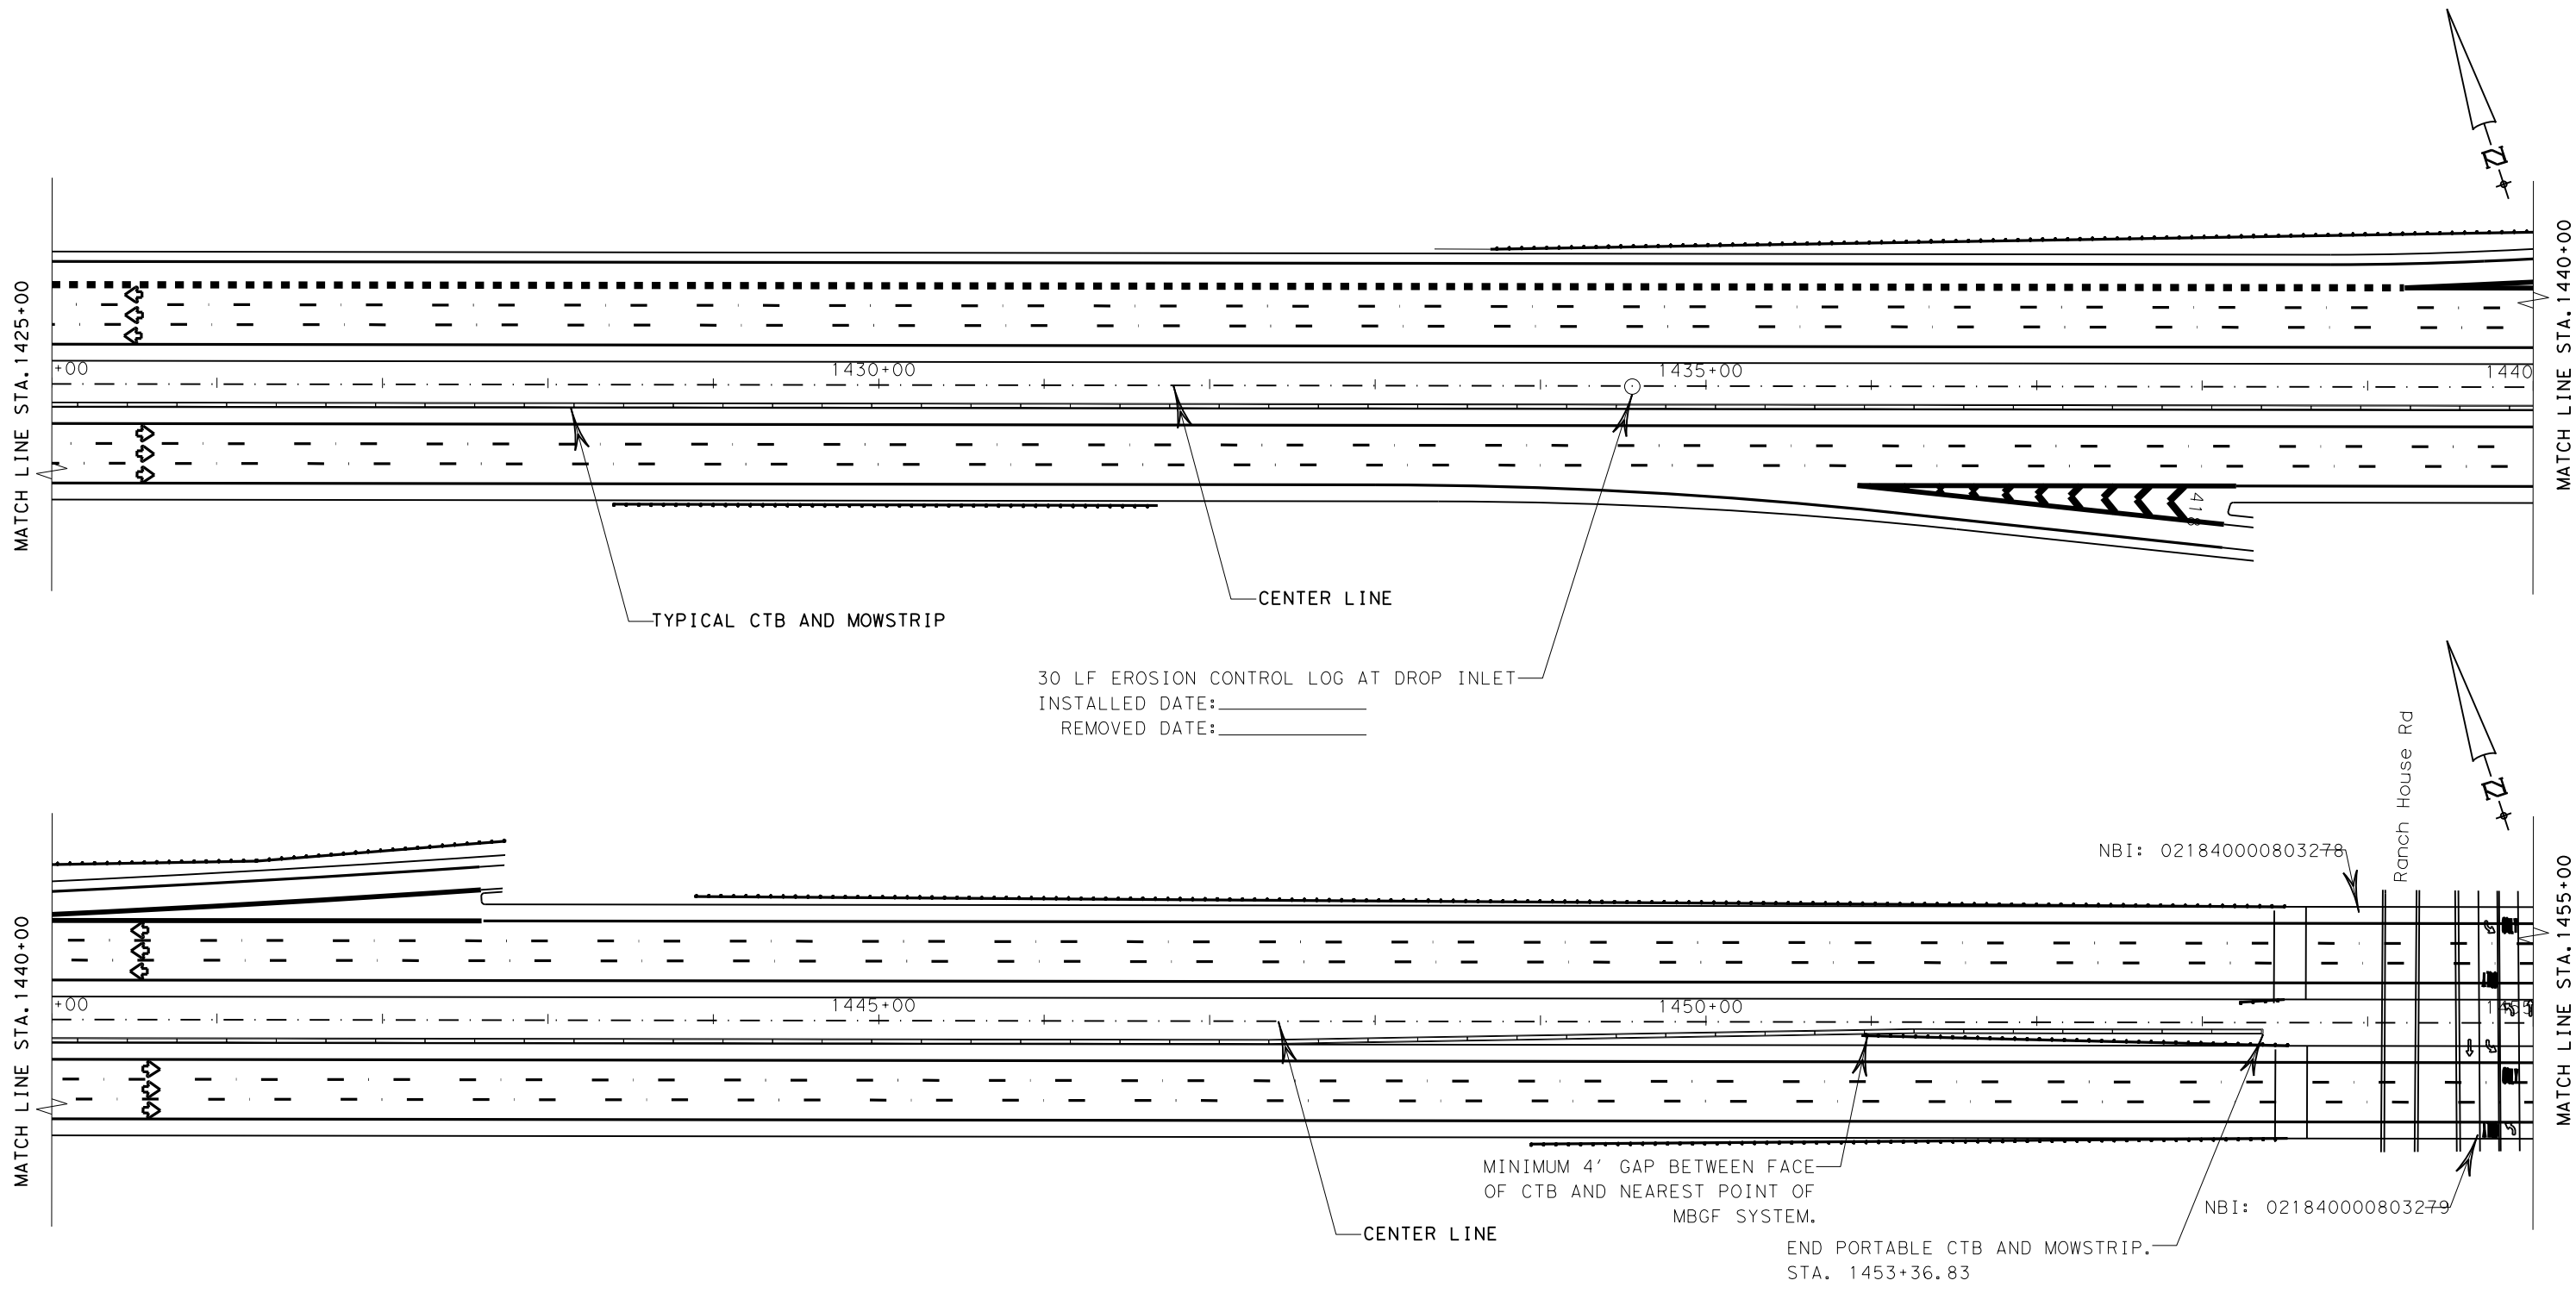 N
MATCH LINE STA. 1425+00
MATCH LINE STA. 1440+00
+00
1430+00
1435+00
1440
418
CENTER LINE
TYPICAL CTB AND MOWSTRIP
30 LF EROSION CONTROL LOG AT DROP INLET
INSTALLED DATE:
REMOVED DATE:
N
Ranch House Rd
NBI: 021840000803278
MATCH LINE STA. 1440+00
MATCH LINE STA. 1455+00
+00
1445+00
1450+00
1455
MINIMUM 4' GAP BETWEEN FACE
OF CTB AND NEAREST POINT OF
MBGF SYSTEM.
NBI: 021840000803279
CENTER LINE
END PORTABLE CTB AND MOWSTRIP.
STA. 1453+36.83